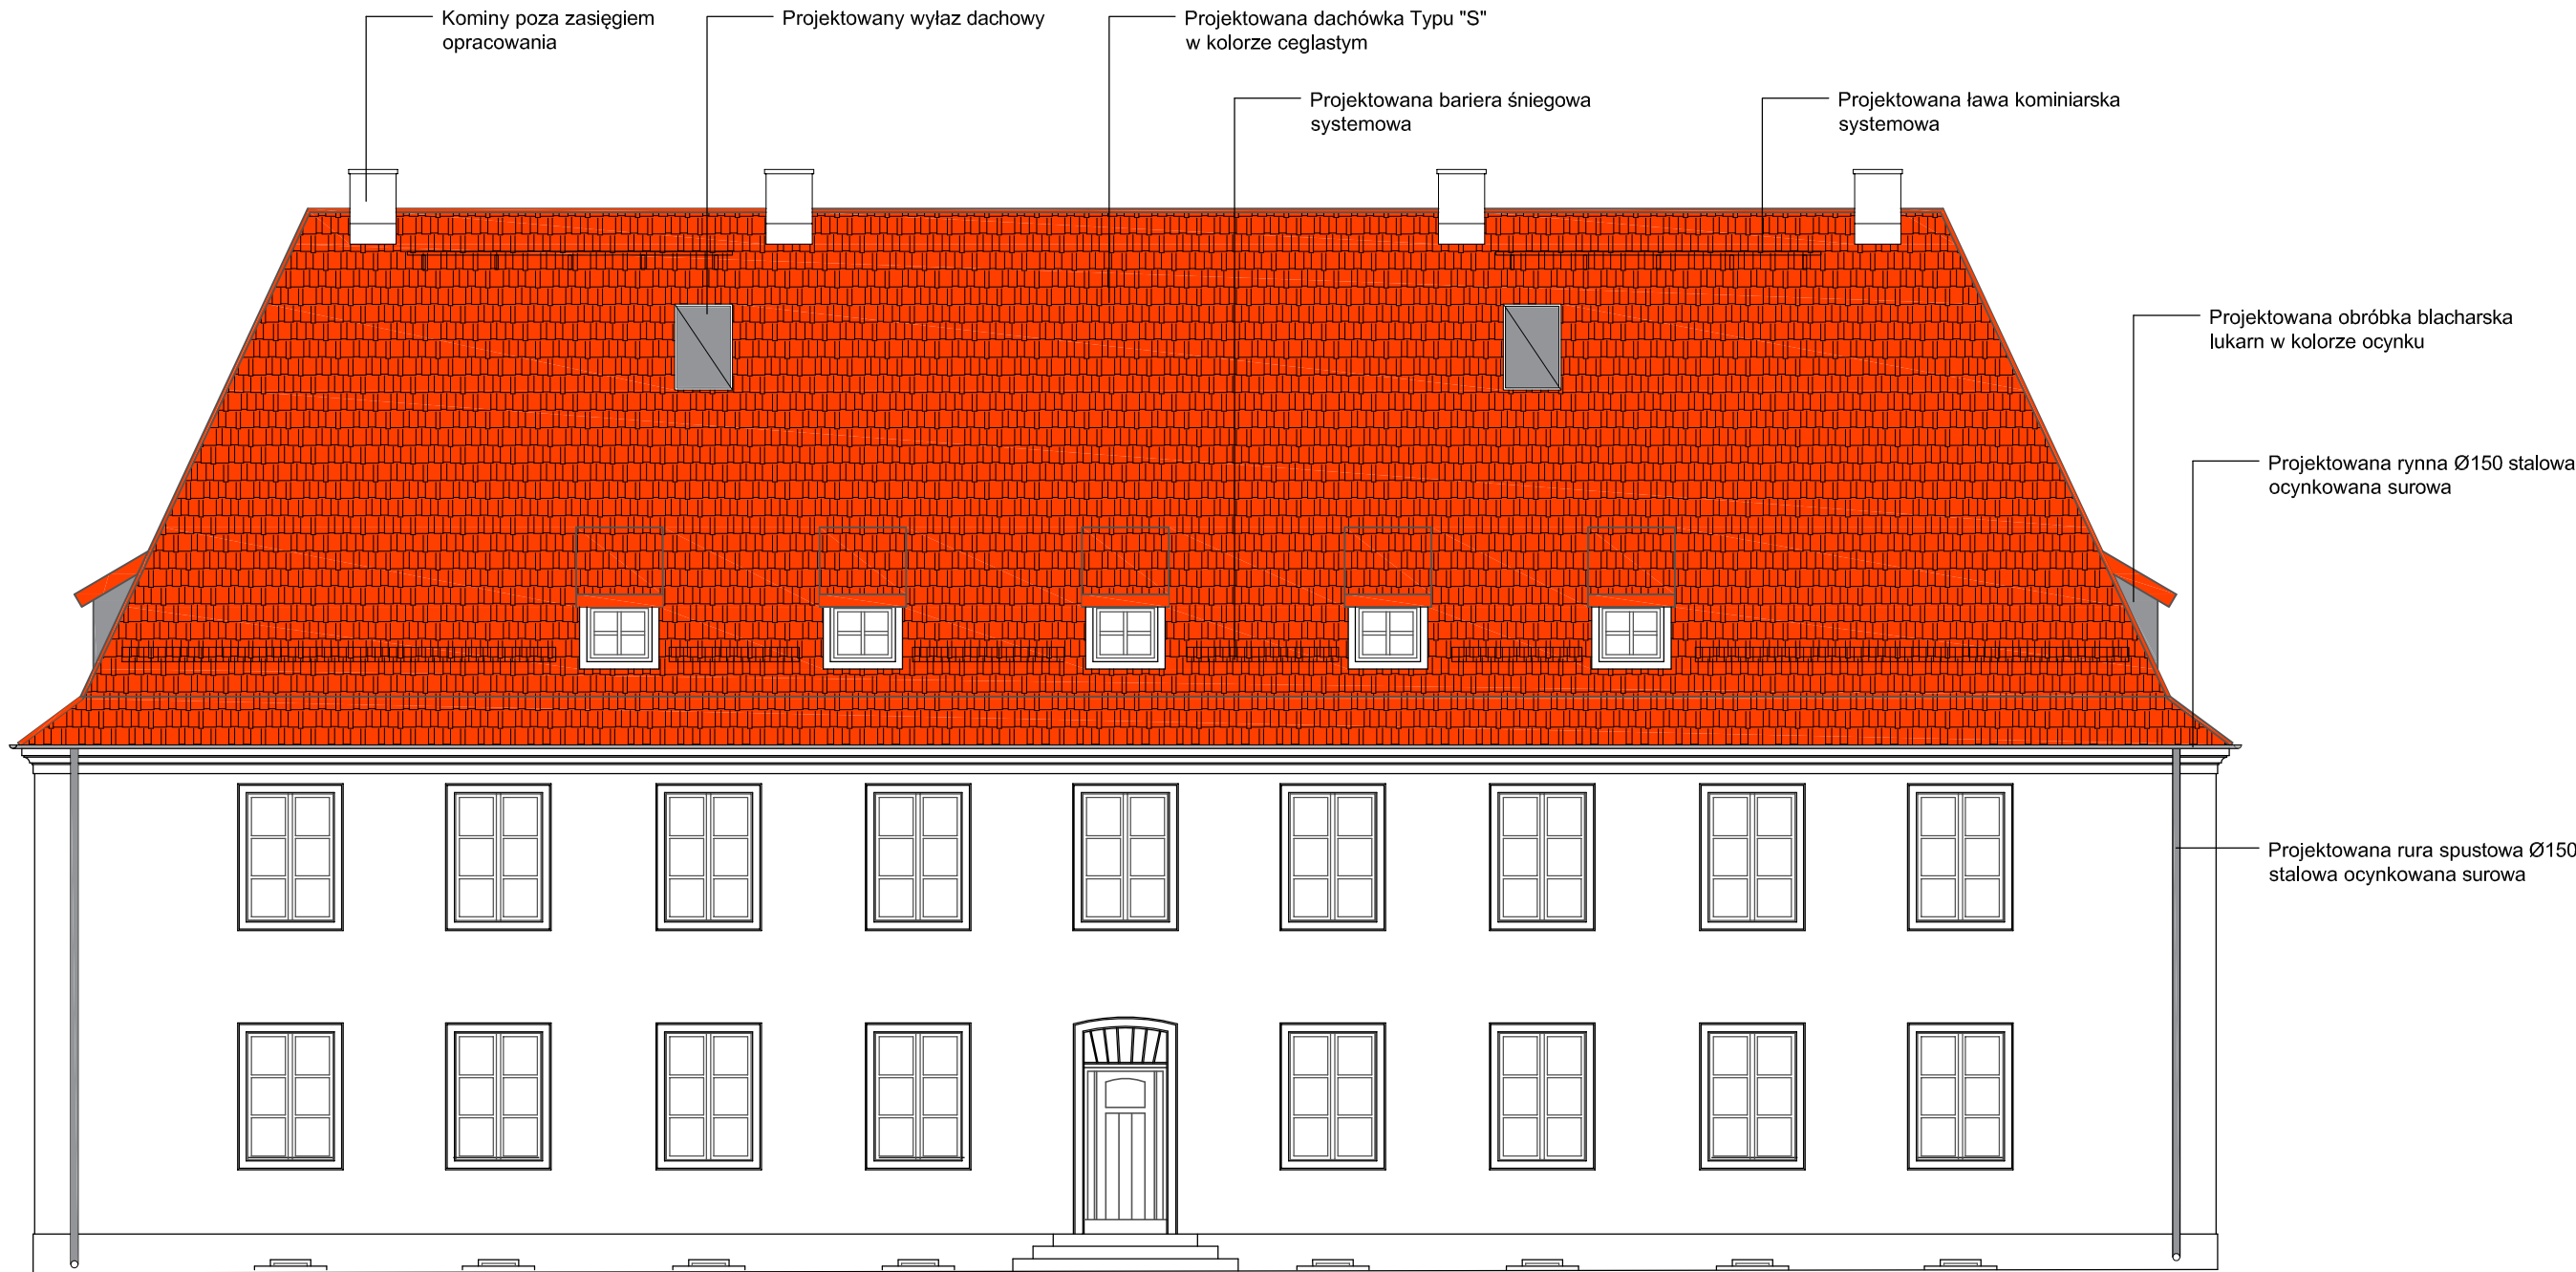 Kominy poza zasięgiem
opracowania
Projektowany wyłaz dachowy
Projektowana dachówka Typu "S"
w kolorze ceglastym
Projektowana bariera śniegowa
systemowa
Projektowana ława kominiarska
systemowa
Projektowana obróbka blacharska
lukarn w kolorze ocynku
Projektowana rynna Ø150 stalowa
ocynkowana surowa
Projektowana rura spustowa Ø150
stalowa ocynkowana surowa